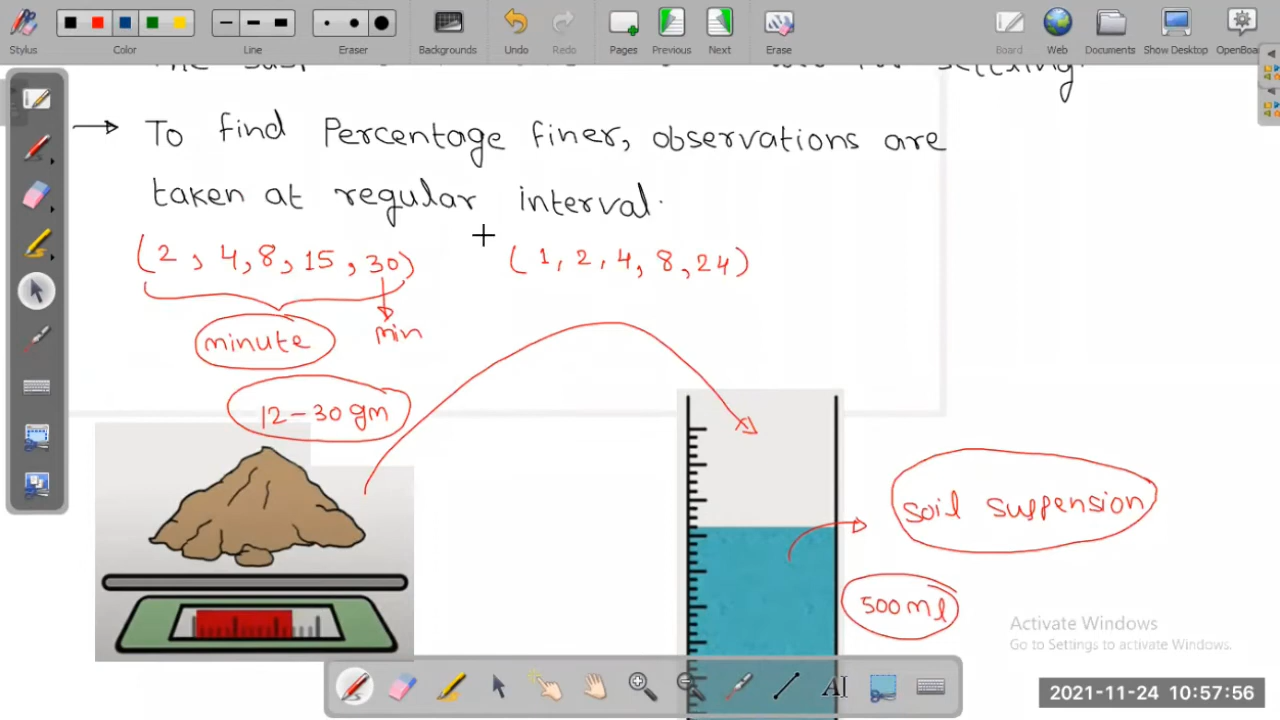 Stylus
Color
Line
Eraser
Backgrounds
Undo
Redo
Pages
Previous
Next
Erase
Board
Web
Documents
Show Desktop
OpenBoa
→ To find Percentage finer, observations are
taken at regular interval.
(2, 4, 8, 15, 30) (1, 2, 4, 8, 24)
minute
min
12-30 gm
soil suspension
500 ml
Activate Windows
Go to Settings to activate Windows.
AI
2021-11-24 10:57:56